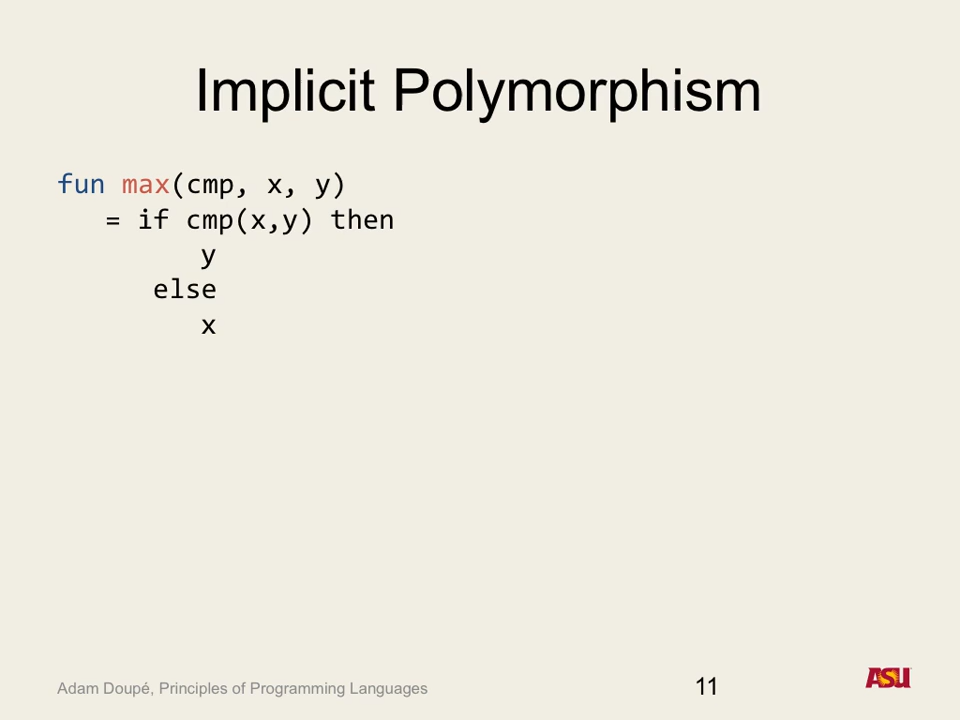 Implicit Polymorphism
fun max(cmp, x, y)
= if cmp(x,y) then
y
else
x
Adam Doupé, Principles of Programming Languages
11
ASU